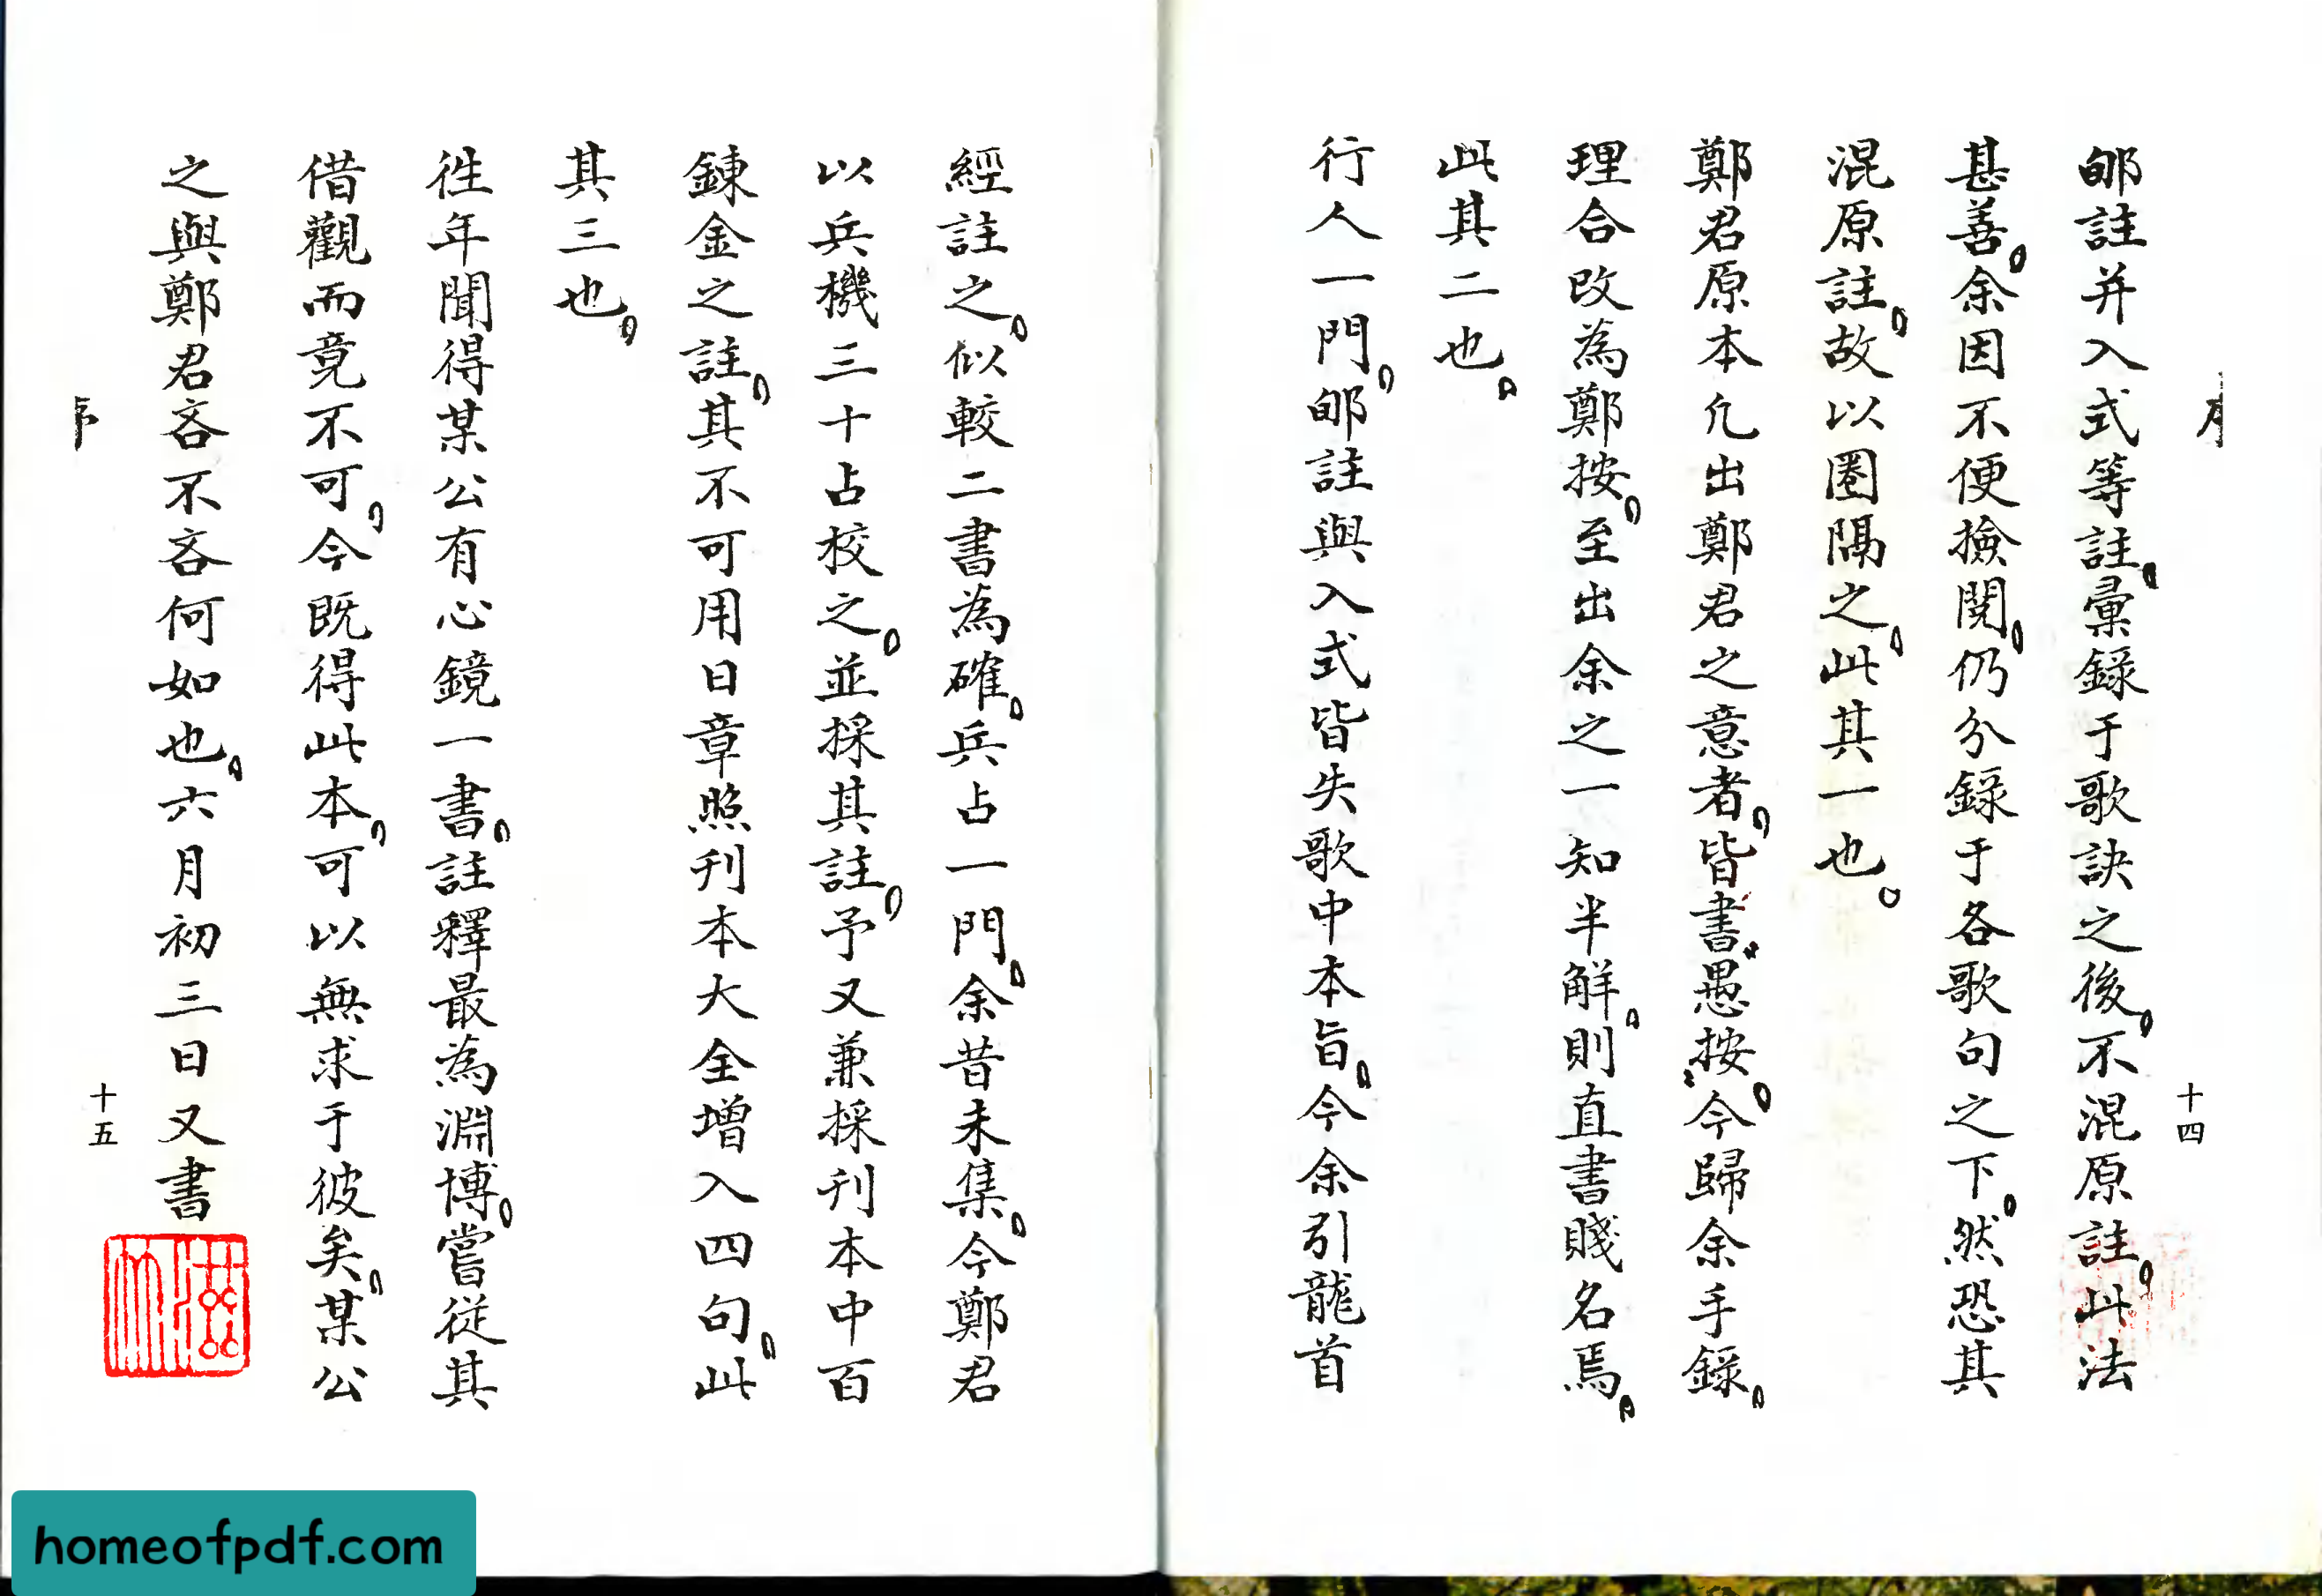 序
十四
邮註并入式等註彙録于歌訣之後不混原註此法
甚善余因不便撿閱仍分録于各歌句之下然恐其
混原註故以圈隔之此其一也
鄭君原本凢出鄭君之意者皆書愚按今歸余手録
理合改為鄭按至出余之一知半解則直書賤名焉
此其二也
行人一門邮註與入式皆失歌中本旨今余引龍首
經註之似較二書為確兵占一門余昔未集今鄭君
以兵機三十占校之並採其註予又兼採刋本中百
鍊金之註其不可用日章照刋本大全增入四句此
其三也
徃年聞得某公有心鏡一書註釋最為淵博嘗從其
借觀而竟不可今既得此本可以無求于彼矣某公
之與鄭君吝不吝何如也六月初三日又書
序
十五
homeofpdf.com